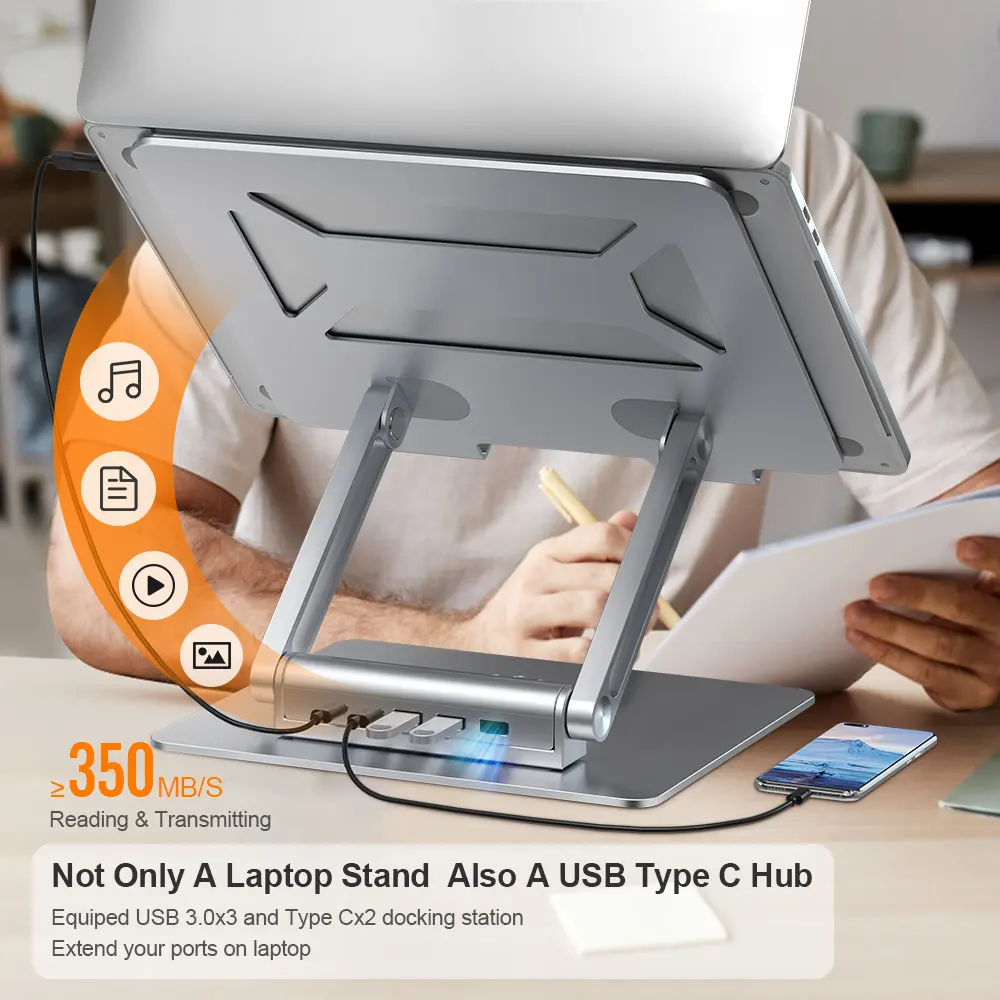 ≥350MB/S
Reading & Transmitting
Not Only A Laptop Stand Also A USB Type C Hub
Equiped USB 3.0x3 and Type Cx2 docking station
Extend your ports on laptop